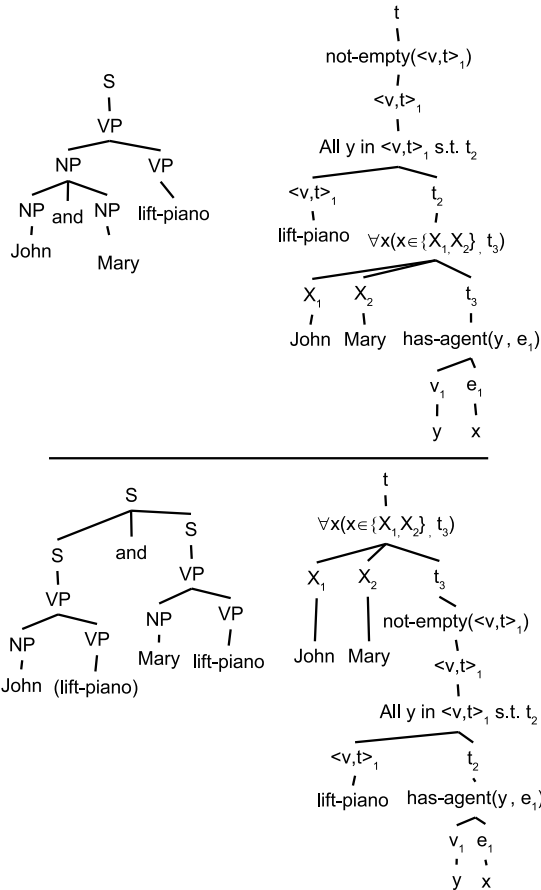 S
VP
NP VP
NP and NP lift-piano
John Mary
t
not-empty(<v,t>₁)
<v,t>₁
All y in <v,t>₁ s.t. t₂
<v,t>₁ t₂
lift-piano ∀x(x∈{X₁,X₂}, t₃)
X₁ X₂ t₃
John Mary has-agent(y , e₁)
v₁ e₁
y x
S
S and S
VP VP
NP VP NP VP
John (lift-piano) Mary lift-piano
t
∀x(x∈{X₁,X₂}, t₃)
X₁ X₂ t₃
John Mary not-empty(<v,t>₁)
<v,t>₁
All y in <v,t>₁ s.t. t₂
<v,t>₁ t₂
lift-piano has-agent(y , e₁)
v₁ e₁
y x